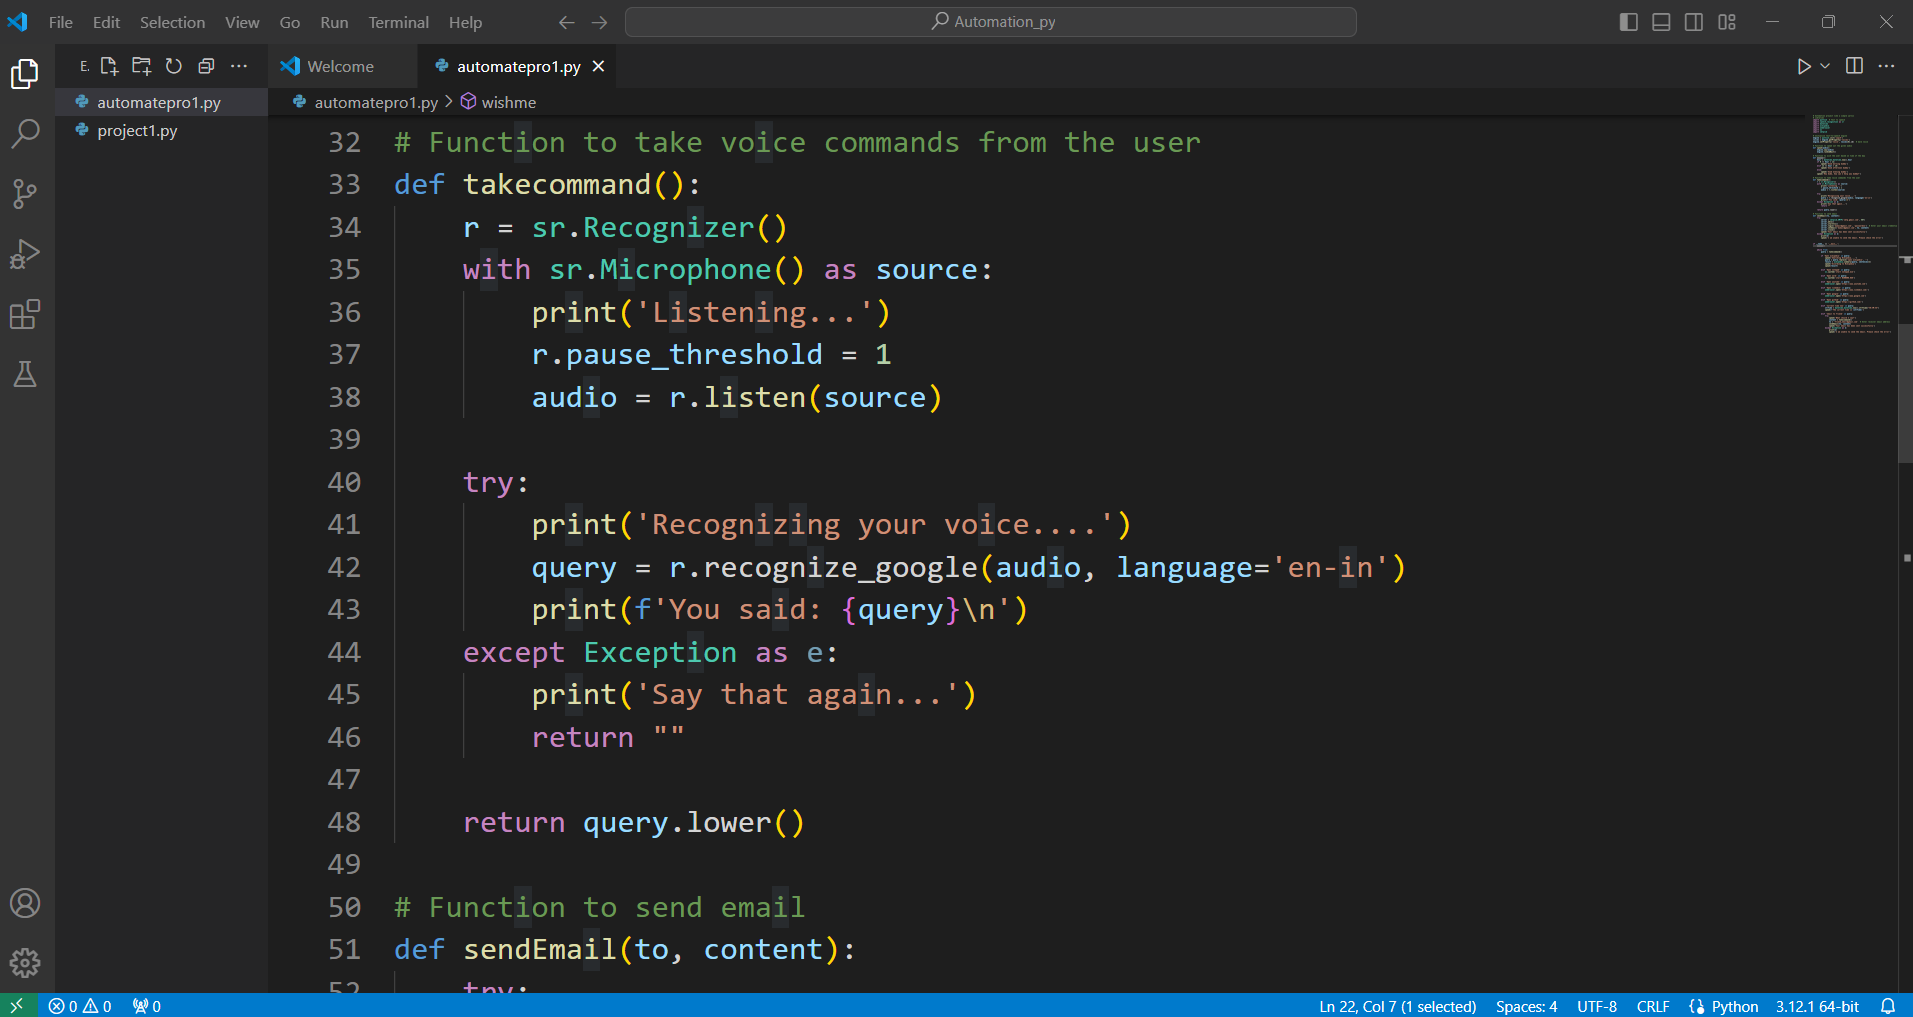 File Edit Selection View Go Run Terminal Help
Automation_py
E.
Welcome
automatepro1.py
automatepro1.py
project1.py
automatepro1.py > wishme
32 # Function to take voice commands from the user
33 def takecommand():
34     r = sr.Recognizer()
35     with sr.Microphone() as source:
36         print('Listening...')
37         r.pause_threshold = 1
38         audio = r.listen(source)
39
40     try:
41         print('Recognizing your voice....')
42         query = r.recognize_google(audio, language='en-in')
43         print(f'You said: {query}\n')
44     except Exception as e:
45         print('Say that again...')
46         return ""
47
48     return query.lower()
49
50 # Function to send email
51 def sendEmail(to, content):
52     try:
0 0 0
Ln 22, Col 7 (1 selected) Spaces: 4 UTF-8 CRLF Python 3.12.1 64-bit